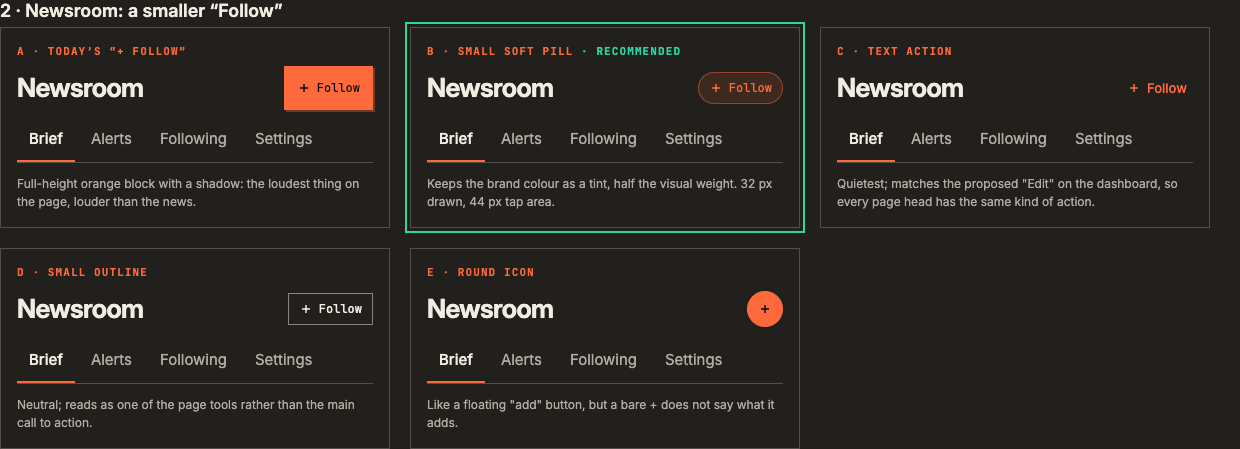 2 · Newsroom: a smaller “Follow”
A · TODAY’S “+ FOLLOW”
Newsroom
+ Follow
Brief Alerts Following Settings
Full-height orange block with a shadow: the loudest thing on
the page, louder than the news.
B · SMALL SOFT PILL · RECOMMENDED
Newsroom
+ Follow
Brief Alerts Following Settings
Keeps the brand colour as a tint, half the visual weight. 32 px
drawn, 44 px tap area.
C · TEXT ACTION
Newsroom
+ Follow
Brief Alerts Following Settings
Quietest; matches the proposed "Edit" on the dashboard, so
every page head has the same kind of action.
D · SMALL OUTLINE
Newsroom
+ Follow
Brief Alerts Following Settings
Neutral; reads as one of the page tools rather than the main
call to action.
E · ROUND ICON
Newsroom
+
Brief Alerts Following Settings
Like a floating "add" button, but a bare + does not say what it
adds.